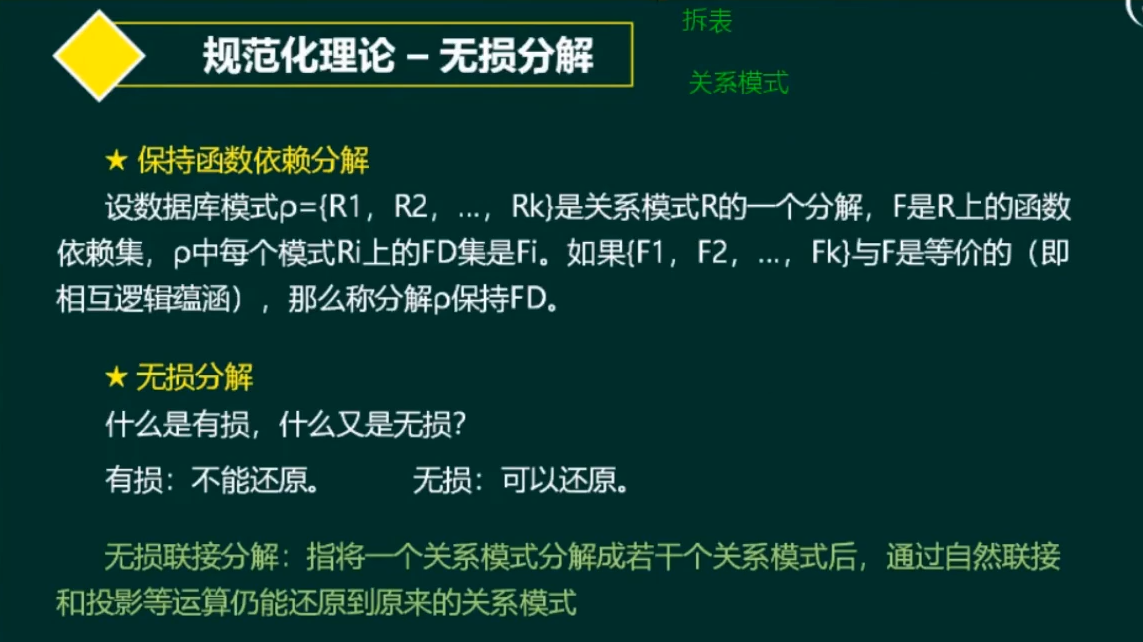 拆表
规范化理论 – 无损分解
关系模式
★ 保持函数依赖分解
设数据库模式ρ={R1，R2，…，Rk}是关系模式R的一个分解，F是R上的函数
依赖集，ρ中每个模式Ri上的FD集是Fi。如果{F1，F2，…，Fk}与F是等价的（即
相互逻辑蕴涵），那么称分解ρ保持FD。
★ 无损分解
什么是有损，什么又是无损？
有损：不能还原。 无损：可以还原。
无损联接分解：指将一个关系模式分解成若干个关系模式后，通过自然联接
和投影等运算仍能还原到原来的关系模式